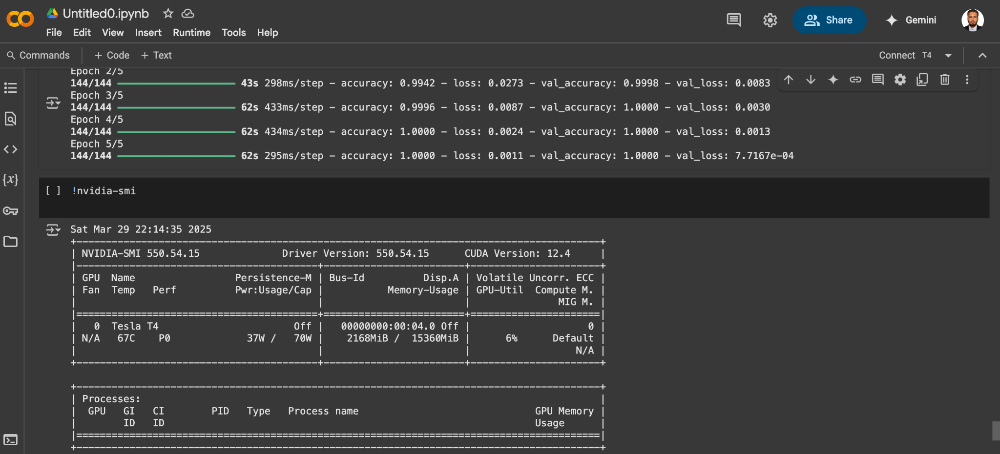 Untitled0.ipynb
File Edit View Insert Runtime Tools Help
Share
Gemini
Commands + Code + Text
Connect T4
Epoch 2/5
144/144 43s 298ms/step - accuracy: 0.9942 - loss: 0.0273 - val_accuracy: 0.9998 - val_loss: 0.0083
Epoch 3/5
144/144 62s 433ms/step - accuracy: 0.9996 - loss: 0.0087 - val_accuracy: 1.0000 - val_loss: 0.0030
Epoch 4/5
144/144 62s 434ms/step - accuracy: 1.0000 - loss: 0.0024 - val_accuracy: 1.0000 - val_loss: 0.0013
Epoch 5/5
144/144 62s 295ms/step - accuracy: 1.0000 - loss: 0.0011 - val_accuracy: 1.0000 - val_loss: 7.7167e-04
[ ] !nvidia-smi
Sat Mar 29 22:14:35 2025
+-----------------------------------------------------------------------------------------+
| NVIDIA-SMI 550.54.15              Driver Version: 550.54.15      CUDA Version: 12.4     |
|-----------------------------------------+------------------------+----------------------+
| GPU  Name                 Persistence-M | Bus-Id          Disp.A | Volatile Uncorr. ECC |
| Fan  Temp   Perf          Pwr:Usage/Cap |           Memory-Usage | GPU-Util  Compute M. |
|                                         |                        |               MIG M. |
|=========================================+========================+======================|
|   0  Tesla T4                       Off |   00000000:00:04.0 Off |                    0 |
| N/A   67C    P0             37W /   70W |    2168MiB /  15360MiB |      6%      Default |
|                                         |                        |                  N/A |
+-----------------------------------------+------------------------+----------------------+
+-----------------------------------------------------------------------------------------+
| Processes:                                                                              |
|  GPU   GI   CI        PID   Type   Process name                              GPU Memory |
|        ID   ID                                                               Usage      |
|=========================================================================================|
+-----------------------------------------------------------------------------------------+